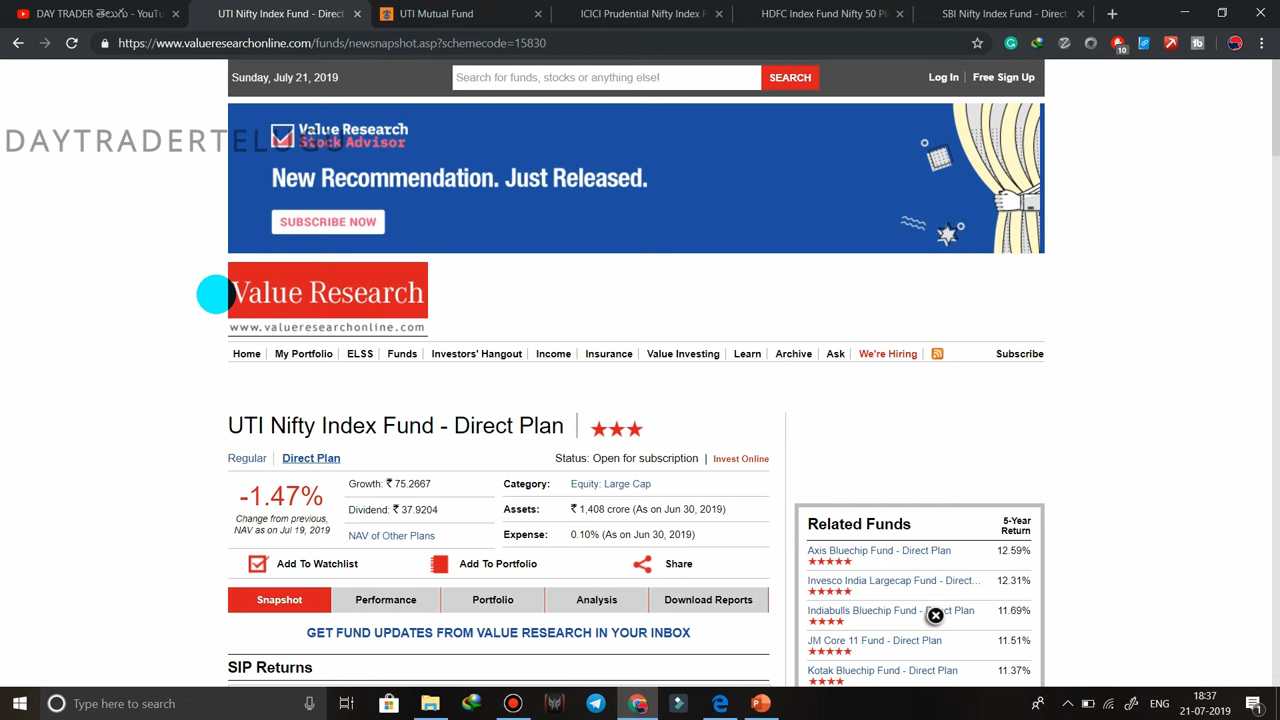 DAY TRADER తెలుగు - YouTu
UTI Nifty Index Fund - Direct
UTI Mutual Fund
ICICI Prudential Nifty Index F
HDFC Index Fund Nifty 50 Pl
SBI Nifty Index Fund - Direct
https://www.valueresearchonline.com/funds/newsnapshot.asp?schemecode=15830
10
Sunday, July 21, 2019
Search for funds, stocks or anything else!
SEARCH
Log In
Free Sign Up
DAYTRADERTELUGU
Value Research
Stock Advisor
New Recommendation. Just Released.
SUBSCRIBE NOW
Value Research
www.valueresearchonline.com
Home
My Portfolio
ELSS
Funds
Investors' Hangout
Income
Insurance
Value Investing
Learn
Archive
Ask
We're Hiring
Subscribe
UTI Nifty Index Fund - Direct Plan
Regular
Direct Plan
Status: Open for subscription | Invest Online
-1.47%
Change from previous,
NAV as on Jul 19, 2019
Growth: ₹ 75.2667
Dividend: ₹ 37.9204
NAV of Other Plans
Category: Equity: Large Cap
Assets: ₹ 1,408 crore (As on Jun 30, 2019)
Expense: 0.10% (As on Jun 30, 2019)
Add To Watchlist
Add To Portfolio
Share
Snapshot
Performance
Portfolio
Analysis
Download Reports
GET FUND UPDATES FROM VALUE RESEARCH IN YOUR INBOX
SIP Returns
Related Funds
5-Year
Return
Axis Bluechip Fund - Direct Plan 12.59%
Invesco India Largecap Fund - Direct... 12.31%
Indiabulls Bluechip Fund - Direct Plan 11.69%
JM Core 11 Fund - Direct Plan 11.51%
Kotak Bluechip Fund - Direct Plan 11.37%
Type here to search
ENG
18:37
21-07-2019
1